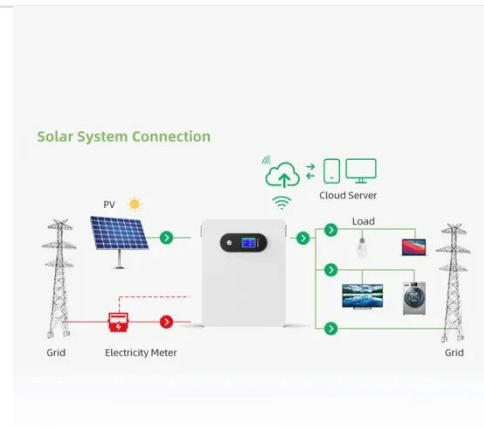 Solar System Connection
PV
Cloud Server
Load
Grid
Electricity Meter
Grid